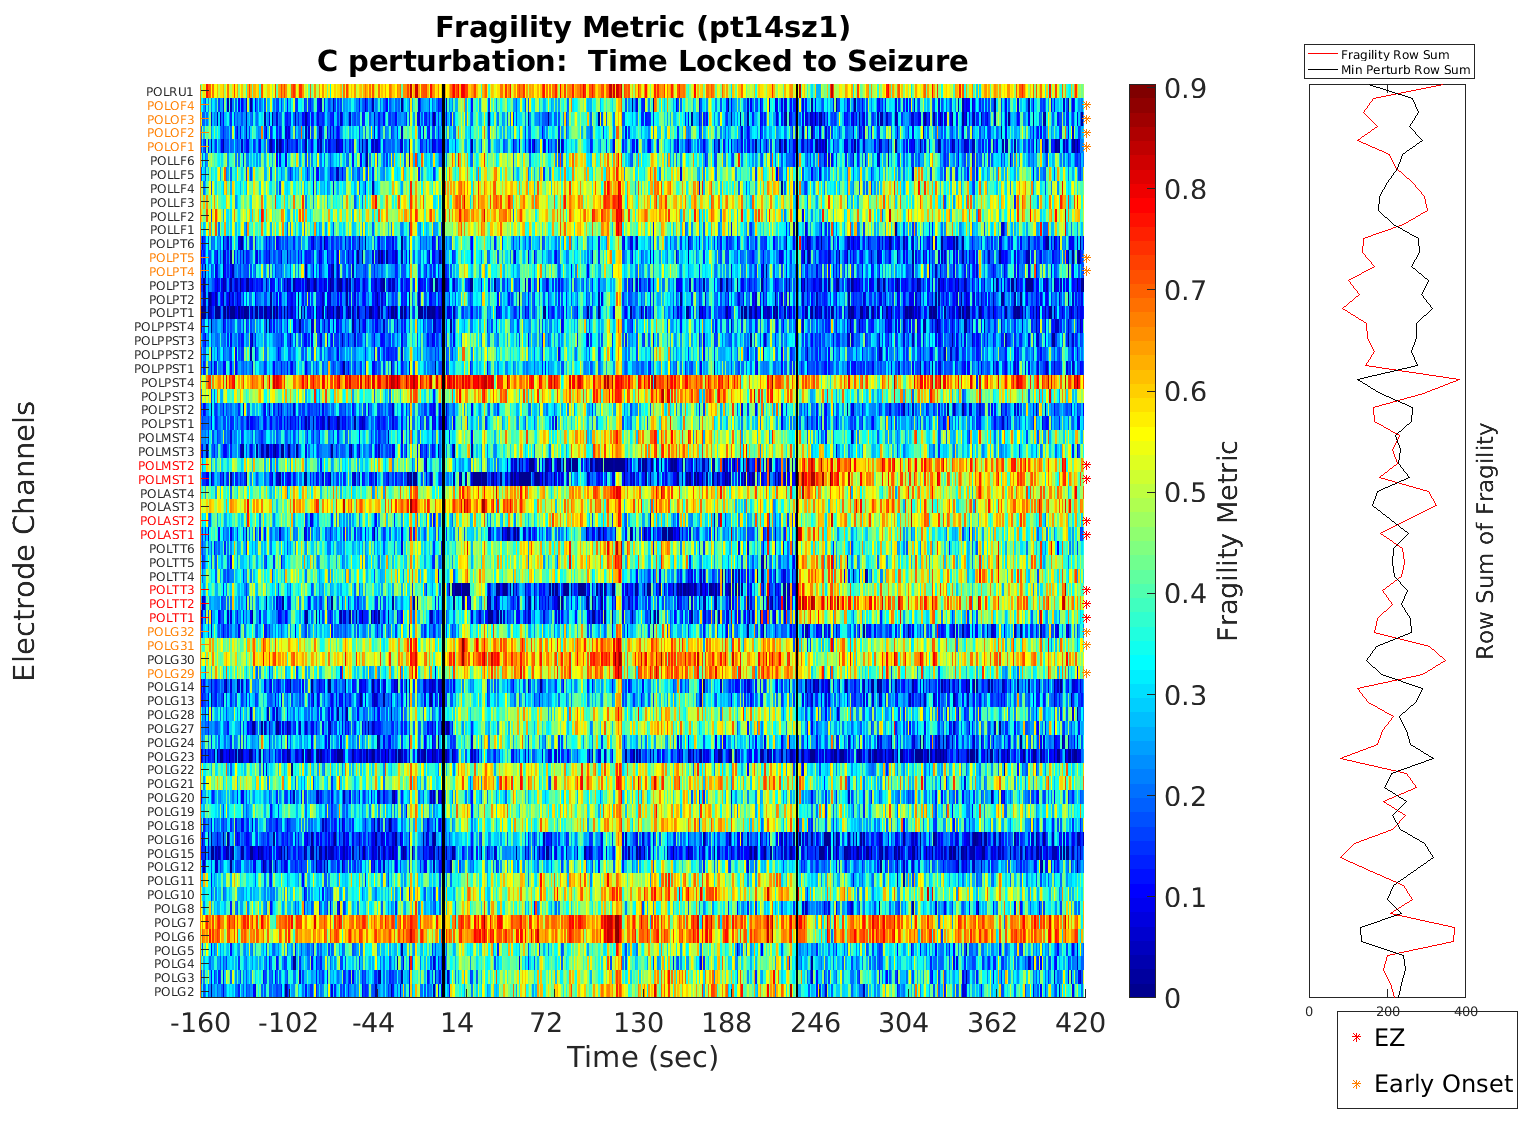 Fragility Metric (pt14sz1)
C perturbation:  Time Locked to Seizure
Electrode Channels
POLRU1
POLOF4
POLOF3
POLOF2
POLOF1
POLLF6
POLLF5
POLLF4
POLLF3
POLLF2
POLLF1
POLPT6
POLPT5
POLPT4
POLPT3
POLPT2
POLPT1
POLPPST4
POLPPST3
POLPPST2
POLPPST1
POLPST4
POLPST3
POLPST2
POLPST1
POLMST4
POLMST3
POLMST2
POLMST1
POLAST4
POLAST3
POLAST2
POLAST1
POLTT6
POLTT5
POLTT4
POLTT3
POLTT2
POLTT1
POLG32
POLG31
POLG30
POLG29
POLG14
POLG13
POLG28
POLG27
POLG24
POLG23
POLG22
POLG21
POLG20
POLG19
POLG18
POLG16
POLG15
POLG12
POLG11
POLG10
POLG8
POLG7
POLG6
POLG5
POLG4
POLG3
POLG2
-160 -102 -44 14 72 130 188 246 304 362 420
Time (sec)
0.9
0.8
0.7
0.6
0.5
0.4
0.3
0.2
0.1
0
Fragility Metric
Fragility Row Sum
Min Perturb Row Sum
0 200 400
Row Sum of Fragility
EZ
Early Onset